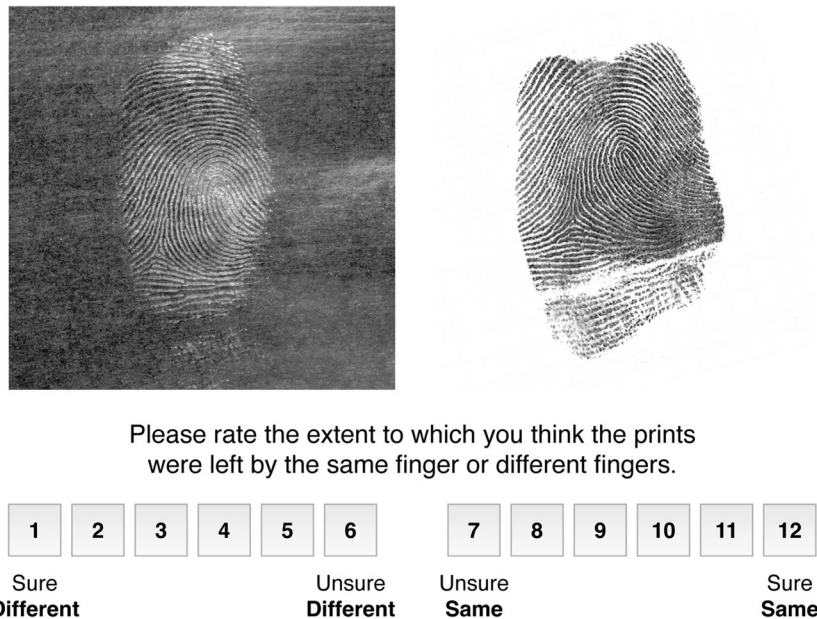 Please rate the extent to which you think the prints
were left by the same finger or different fingers.
1 2 3 4 5 6 7 8 9 10 11 12
Sure Unsure Unsure Sure
Different Different Same Same